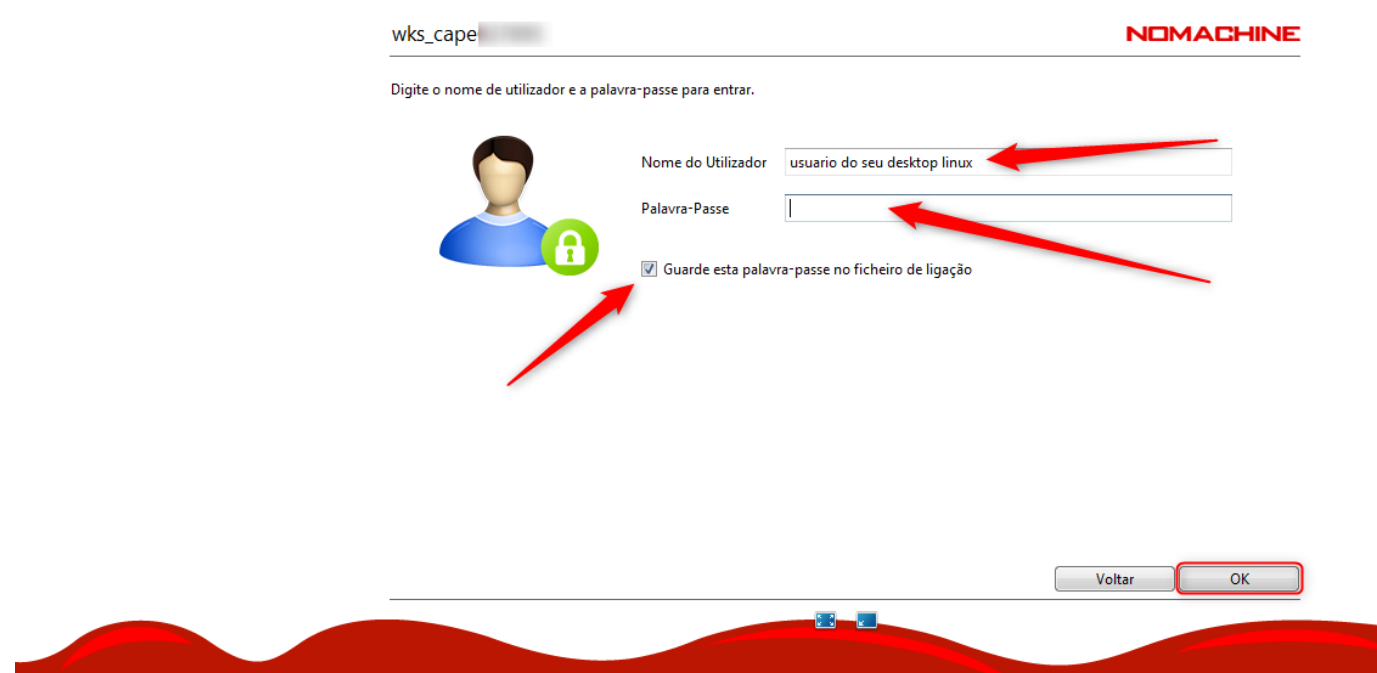 wks_cape
NOMACHINE
Digite o nome de utilizador e a palavra-passe para entrar.
Nome do Utilizador usuario do seu desktop linux
Palavra-Passe
Guarde esta palavra-passe no ficheiro de ligação
Voltar OK